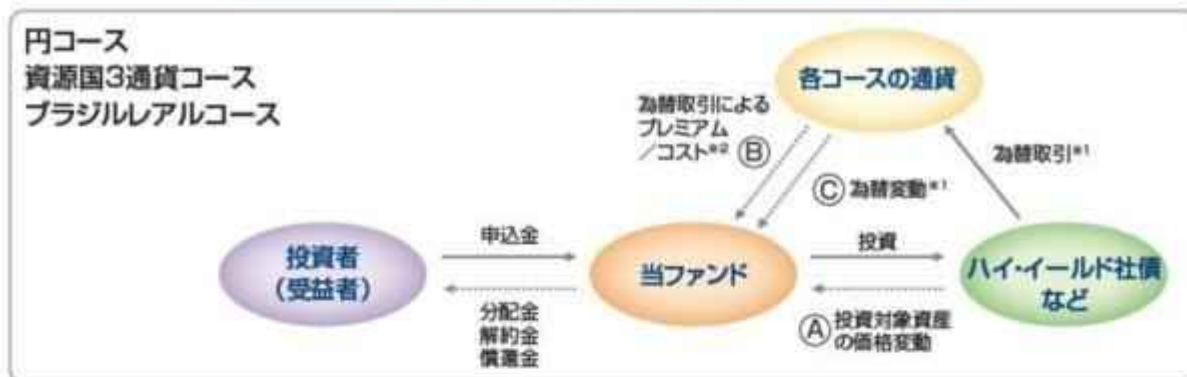 円コース
資源国3通貨コース
ブラジルレアルコース
各コースの通貨
為替取引による
プレミアム
／コスト※2 Ⓑ
為替取引※1
Ⓒ 為替変動※1
投資者
（受益者）
申込金
分配金
解約金
償還金
当ファンド
投資
Ⓐ 投資対象資産
の価格変動
ハイ・イールド社債
など